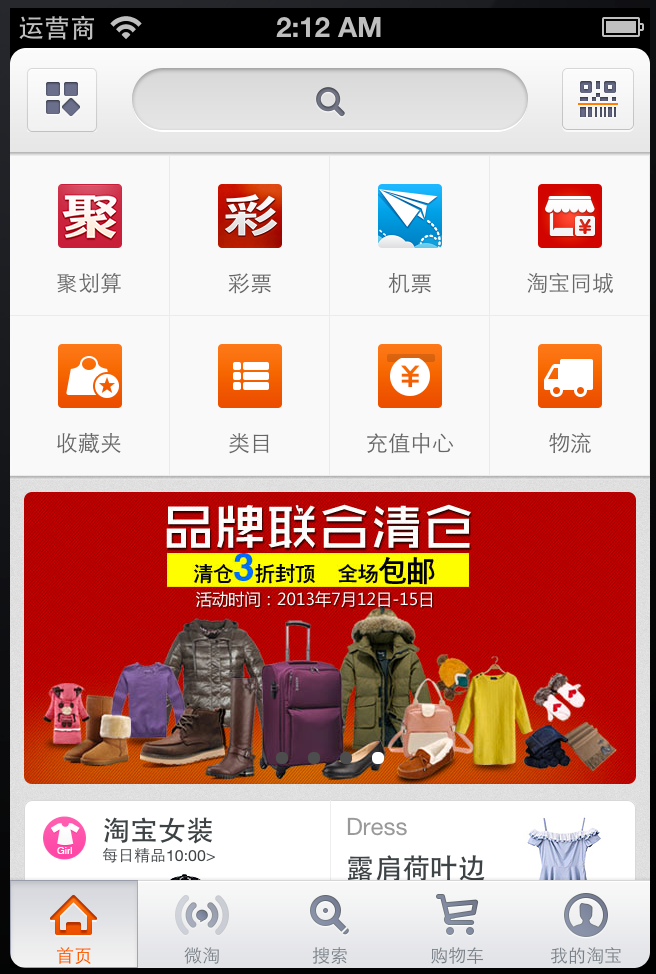 运营商 2:12 AM
聚 彩
聚划算 彩票 机票 淘宝同城
收藏夹 类目 充值中心 物流
品牌联合清仓
清仓3折封顶 全场包邮
活动时间：2013年7月12日-15日
淘宝女装
每日精品10:00>
Girl
Dress
露肩荷叶边
首页 微淘 搜索 购物车 我的淘宝